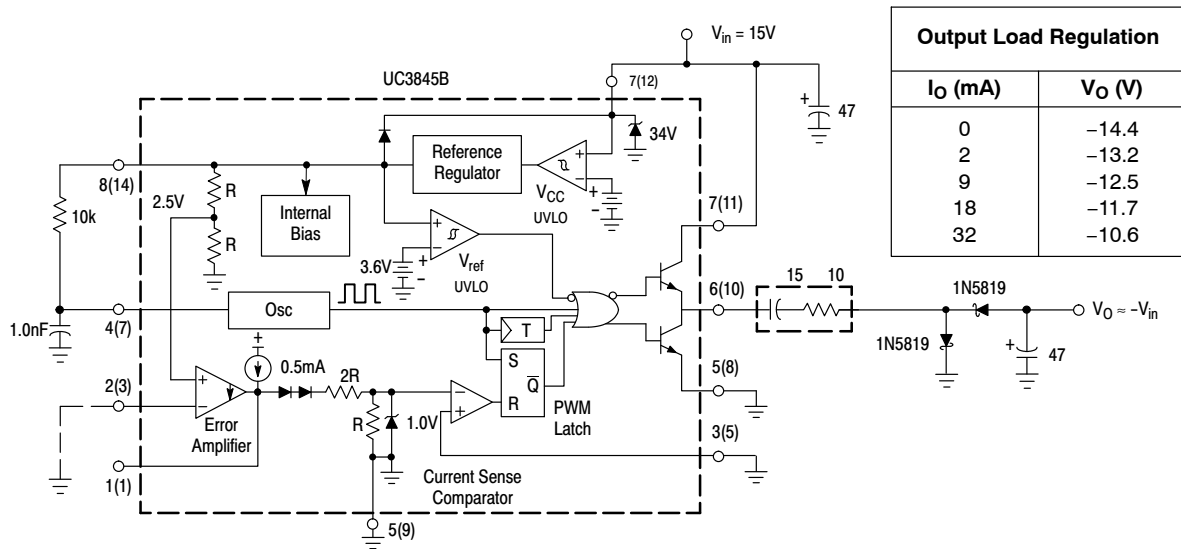 V_in = 15V
Output Load Regulation
I_O (mA) V_O (V)
0 −14.4
2 −13.2
9 −12.5
18 −11.7
32 −10.6
UC3845B
7(12)
+ 47
34V
Reference Regulator
+
−
V_CC
UVLO
+
−
8(14)
R
2.5V
R
10k
Internal Bias
7(11)
+
−
V_ref
UVLO
3.6V
+
−
15 10
6(10)
1N5819
V_O ≈ −V_in
Osc
4(7)
1.0nF
T
1N5819
+ 47
+
0.5mA
S
Q̅
R
PWM
Latch
5(8)
2(3)
+
−
Error
Amplifier
2R
R
1.0V
−
+
3(5)
1(1)
Current Sense
Comparator
5(9)